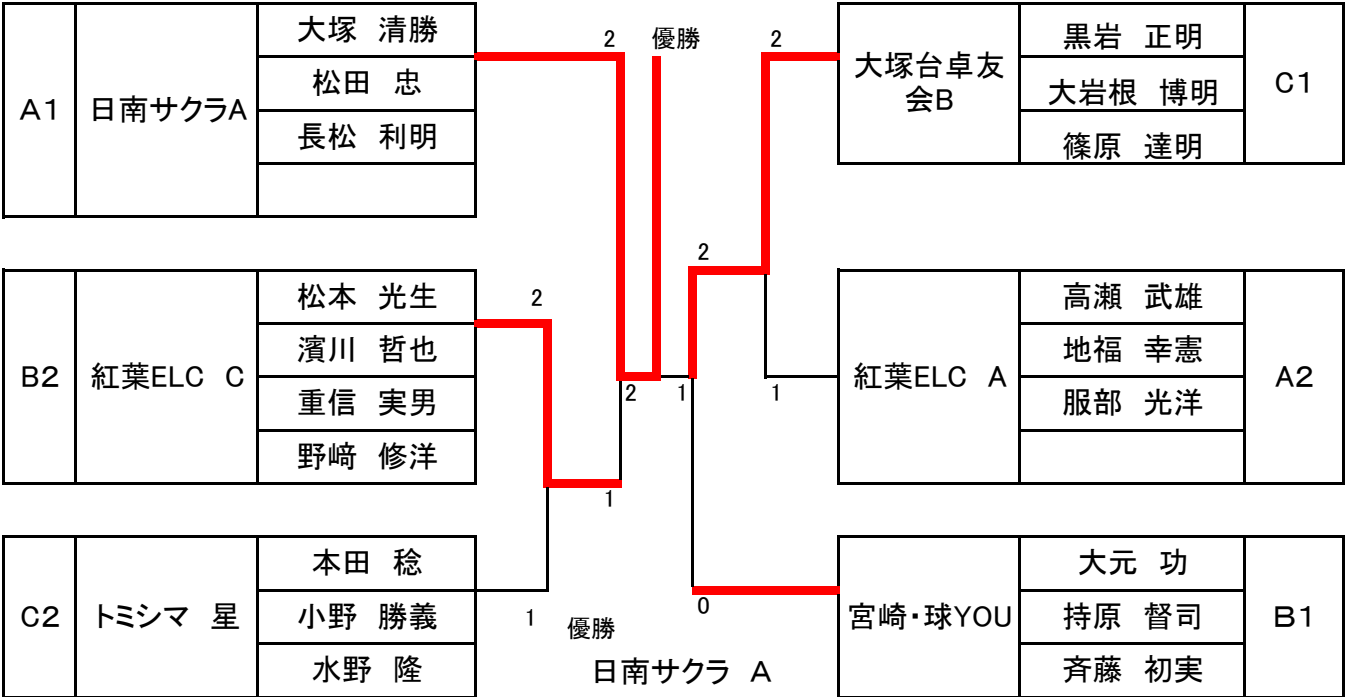 A1
日南サクラA
大塚 清勝
松田 忠
長松 利明
B2
紅葉ELC C
松本 光生
濱川 哲也
重信 実男
野﨑 修洋
C2
トミシマ 星
本田 稔
小野 勝義
水野 隆
2
優勝
2
2
2
2
1
1
1
1
0
優勝
日南サクラ A
大塚台卓友
会B
黒岩 正明
大岩根 博明
篠原 達明
C1
紅葉ELC A
高瀬 武雄
地福 幸憲
服部 光洋
A2
宮崎・球YOU
大元 功
持原 督司
斉藤 初実
B1